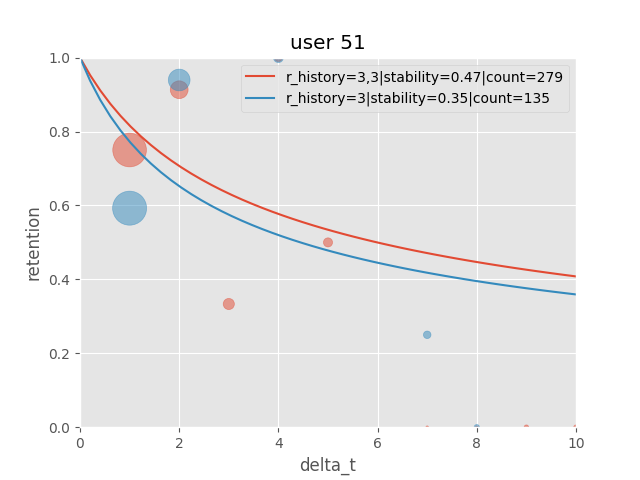 user 51
r_history=3,3|stability=0.47|count=279
r_history=3|stability=0.35|count=135
retention
1.0
0.8
0.6
0.4
0.2
0.0
0
2
4
6
8
10
delta_t